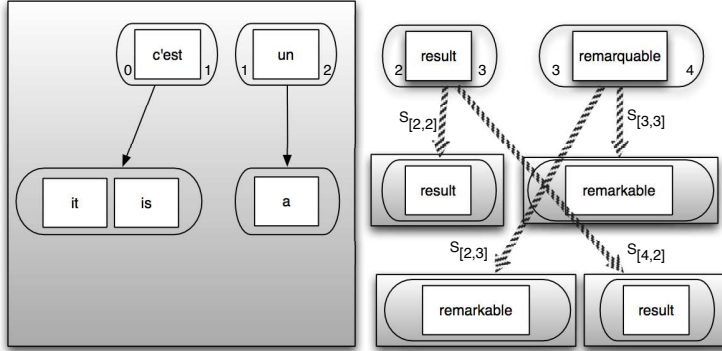 c'est un result remarquable
0 1 1 2 2 3 3 4
S[2,2] S[3,3]
it is a result remarkable
S[2,3] S[4,2]
remarkable result